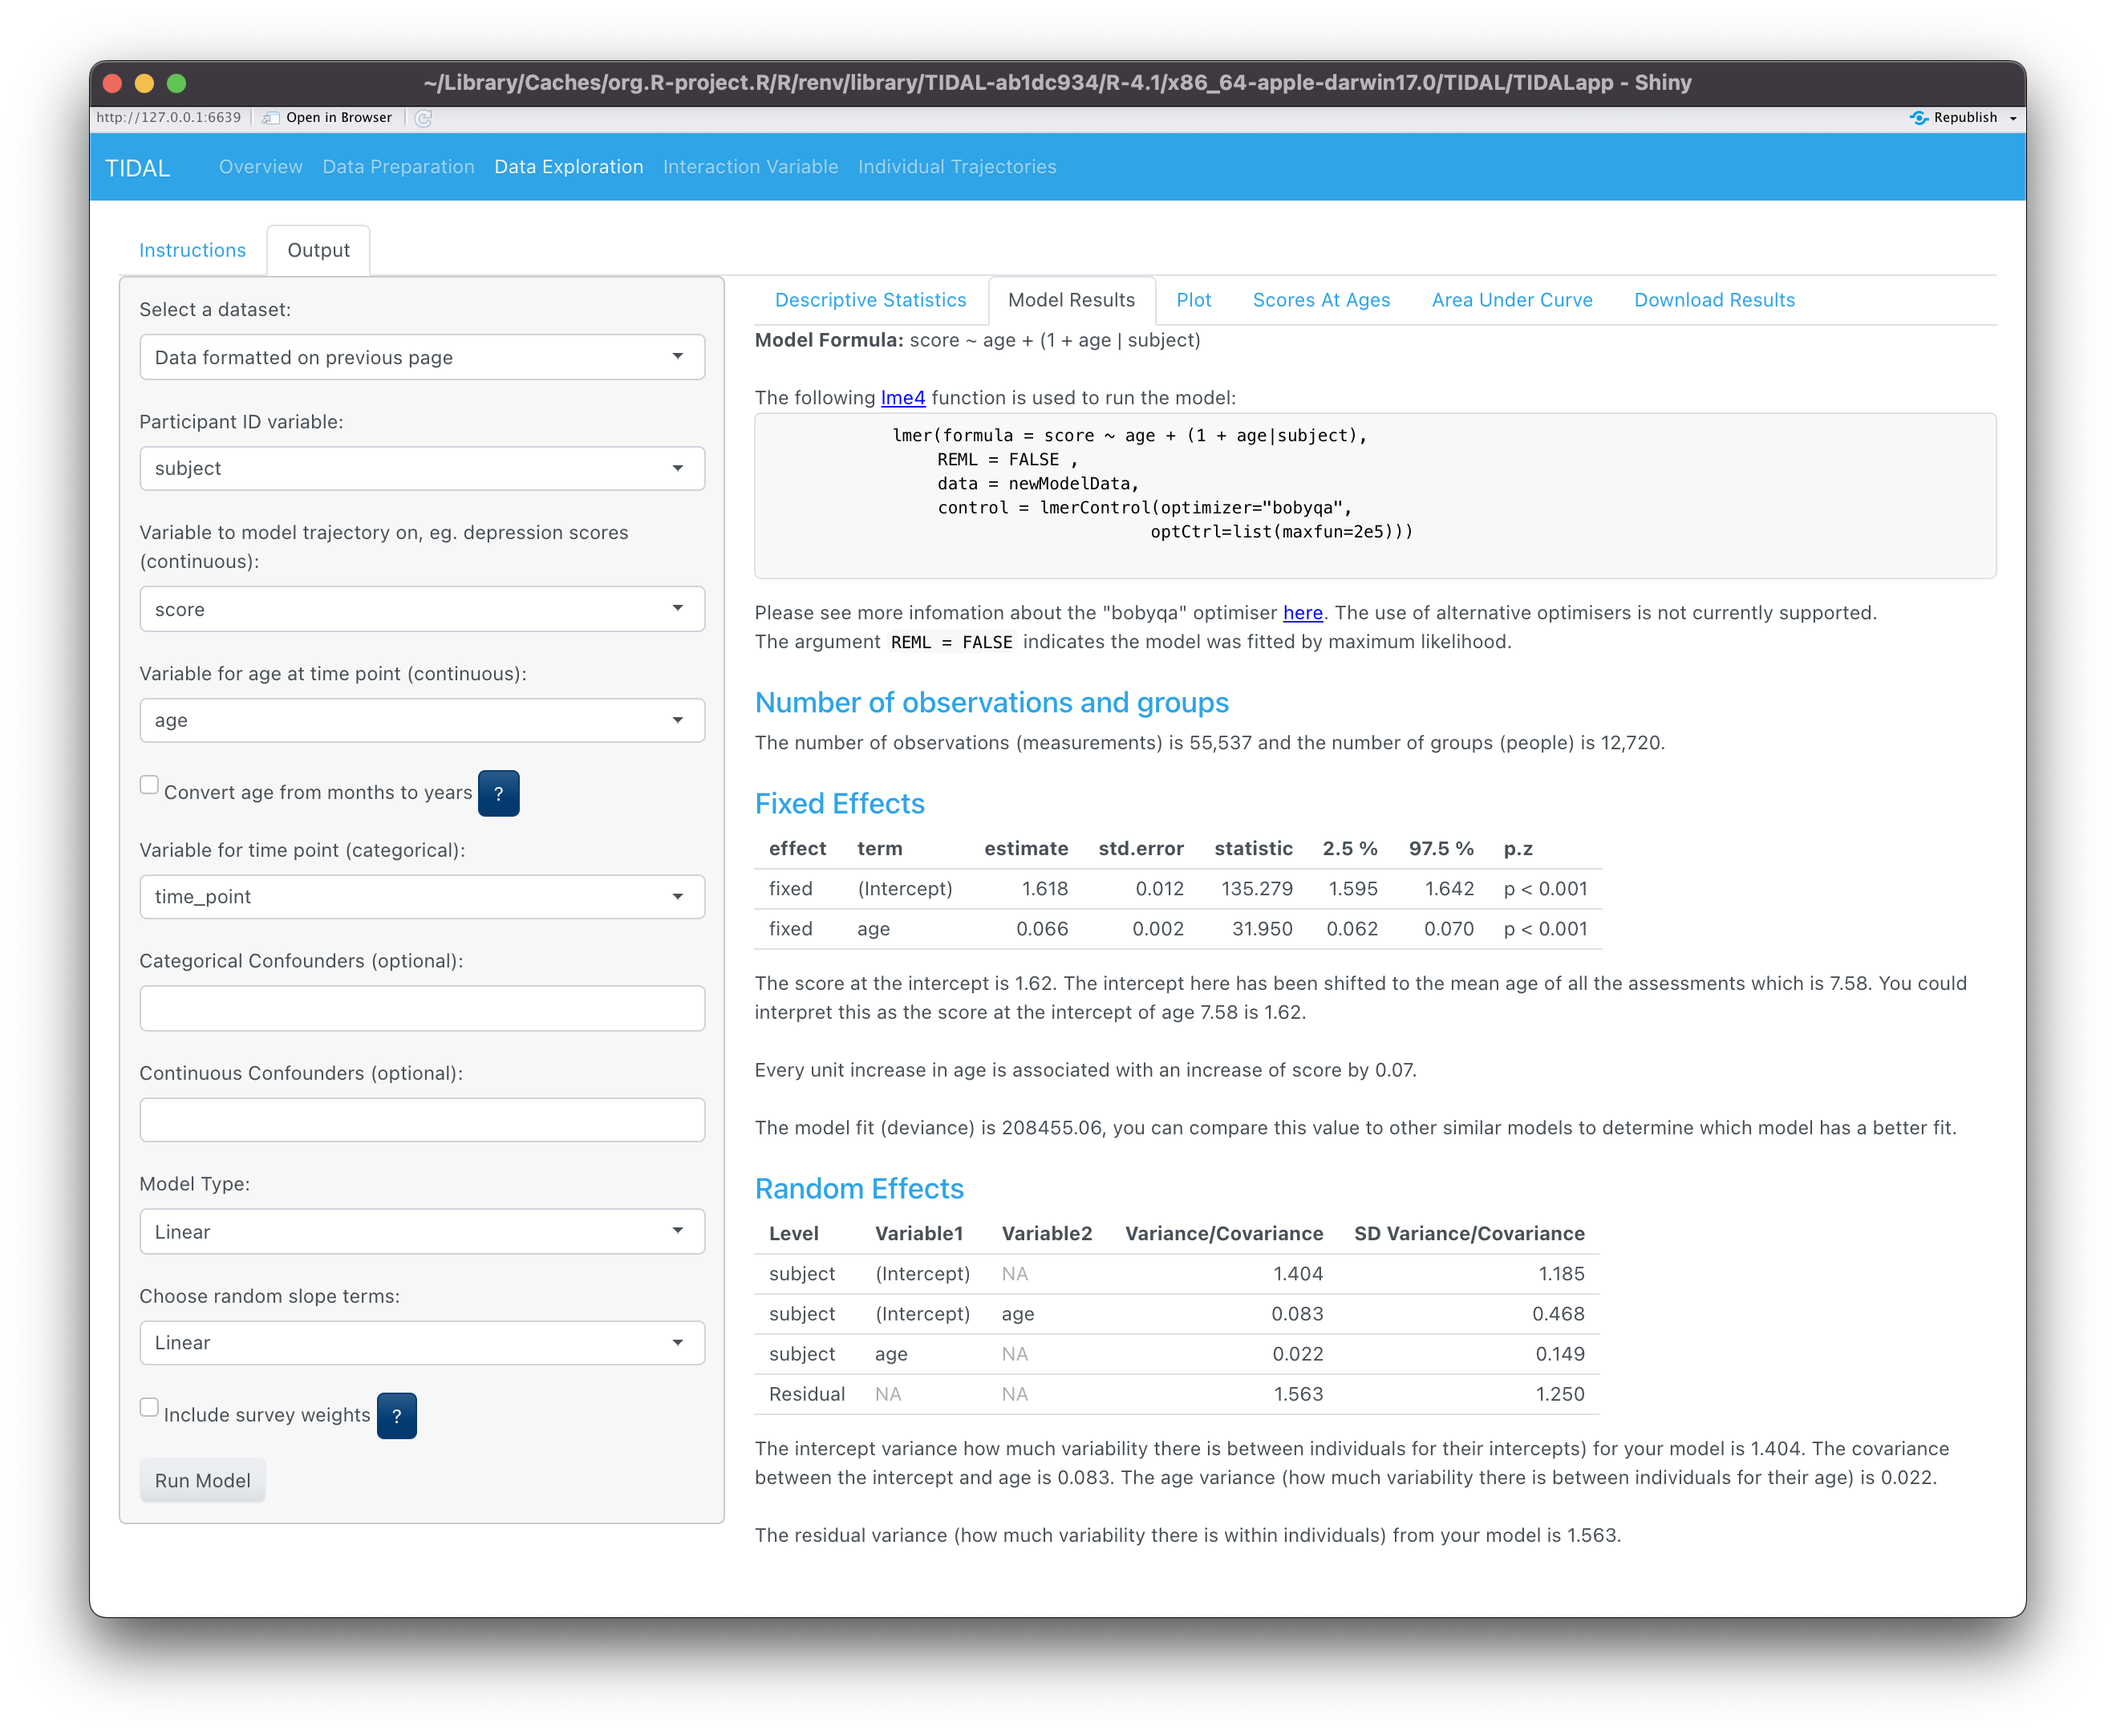 ~/Library/Caches/org.R-project.R/R/renv/library/TIDAL-ab1dc934/R-4.1/x86_64-apple-darwin17.0/TIDAL/TIDALapp - Shiny
http://127.0.0.1:6639 Open in Browser Republish
TIDAL Overview Data Preparation Data Exploration Interaction Variable Individual Trajectories
Instructions Output
Select a dataset:
Data formatted on previous page
Participant ID variable:
subject
Variable to model trajectory on, eg. depression scores
(continuous):
score
Variable for age at time point (continuous):
age
Convert age from months to years ?
Variable for time point (categorical):
time_point
Categorical Confounders (optional):
Continuous Confounders (optional):
Model Type:
Linear
Choose random slope terms:
Linear
Include survey weights ?
Run Model
Descriptive Statistics Model Results Plot Scores At Ages Area Under Curve Download Results
Model Formula: score ~ age + (1 + age | subject)
The following lme4 function is used to run the model:
lmer(formula = score ~ age + (1 + age|subject),
REML = FALSE ,
data = newModelData,
control = lmerControl(optimizer="bobyqa",
optCtrl=list(maxfun=2e5)))
Please see more infomation about the "bobyqa" optimiser here. The use of alternative optimisers is not currently supported.
The argument REML = FALSE indicates the model was fitted by maximum likelihood.
Number of observations and groups
The number of observations (measurements) is 55,537 and the number of groups (people) is 12,720.
Fixed Effects
effect term estimate std.error statistic 2.5 % 97.5 % p.z
fixed (Intercept) 1.618 0.012 135.279 1.595 1.642 p < 0.001
fixed age 0.066 0.002 31.950 0.062 0.070 p < 0.001
The score at the intercept is 1.62. The intercept here has been shifted to the mean age of all the assessments which is 7.58. You could
interpret this as the score at the intercept of age 7.58 is 1.62.
Every unit increase in age is associated with an increase of score by 0.07.
The model fit (deviance) is 208455.06, you can compare this value to other similar models to determine which model has a better fit.
Random Effects
Level Variable1 Variable2 Variance/Covariance SD Variance/Covariance
subject (Intercept) NA 1.404 1.185
subject (Intercept) age 0.083 0.468
subject age NA 0.022 0.149
Residual NA NA 1.563 1.250
The intercept variance how much variability there is between individuals for their intercepts) for your model is 1.404. The covariance
between the intercept and age is 0.083. The age variance (how much variability there is between individuals for their age) is 0.022.
The residual variance (how much variability there is within individuals) from your model is 1.563.